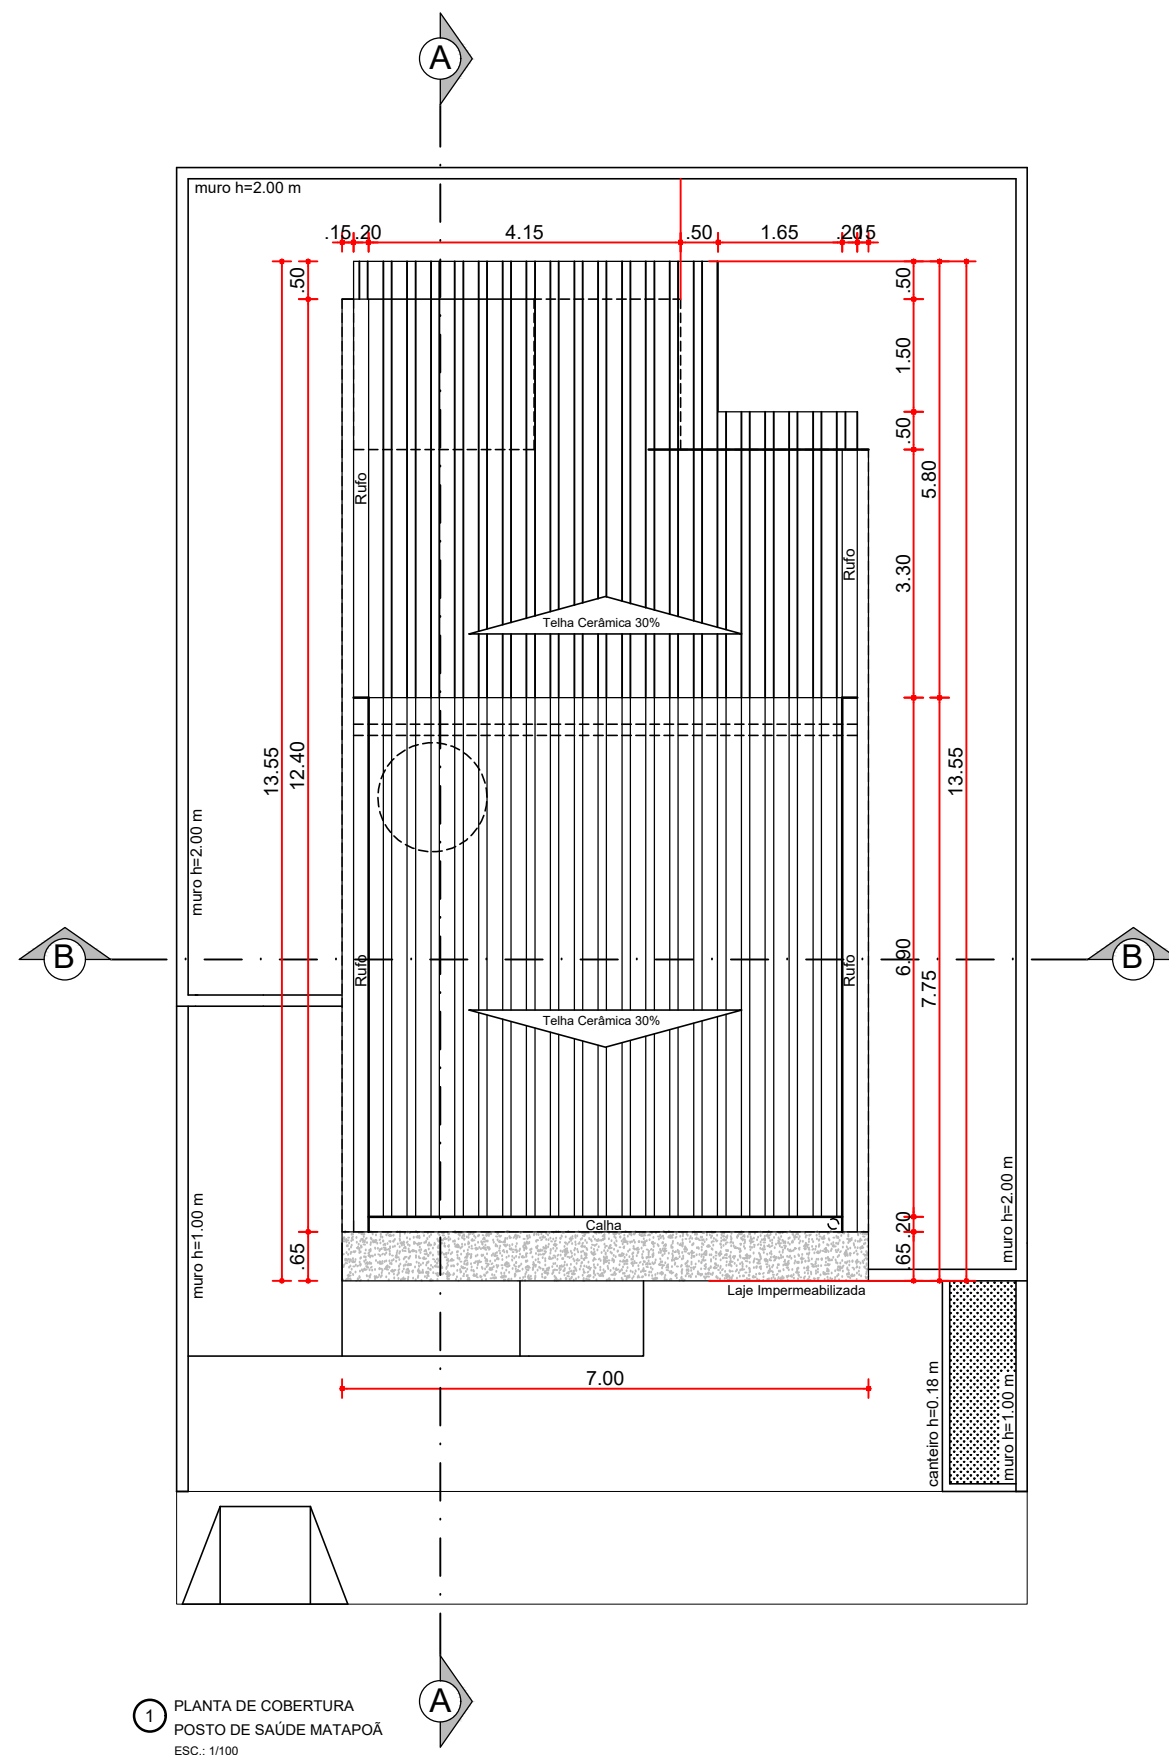 A
muro h=2.00 m
.15
.20
4.15
.50
1.65
.20
.15
.50
.50
1.50
.50
5.80
Rufo
Rufo
3.30
Telha Cerâmica 30%
13.55
12.40
13.55
muro h=2.00 m
B
Rufo
Rufo
6.90
7.75
B
Telha Cerâmica 30%
muro h=1.00 m
muro h=2.00 m
Calha
.20
.65
.65
Laje Impermeabilizada
7.00
canteiro h=0.18 m
muro h=1.00 m
A
1
PLANTA DE COBERTURA
POSTO DE SAÚDE MATAPOÃ
ESC.: 1/100